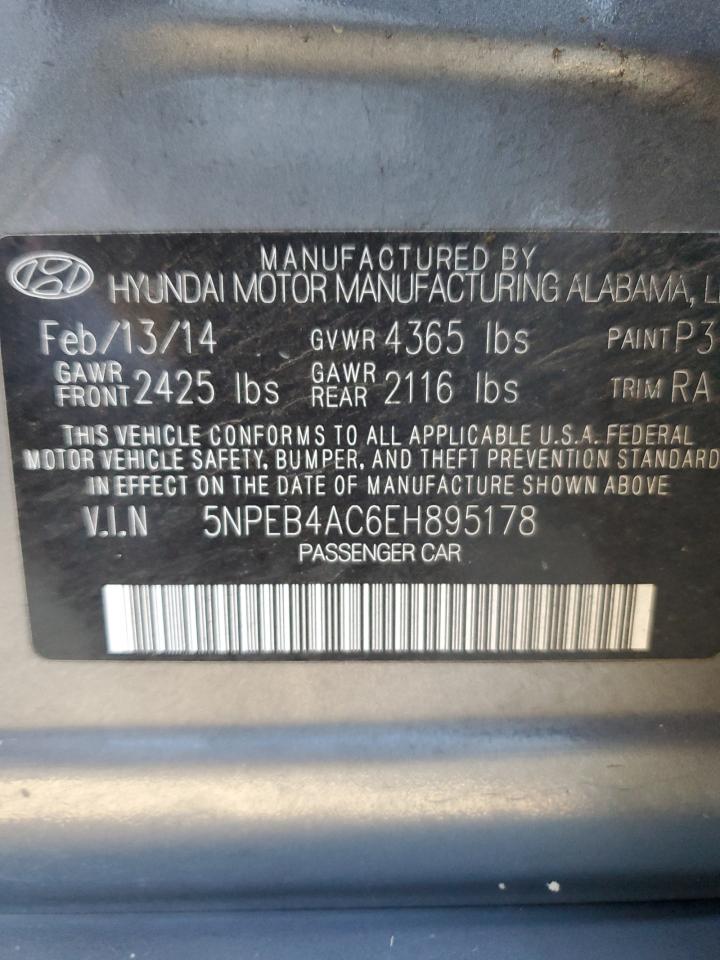 MANUFACTURED BY
HYUNDAI MOTOR MANUFACTURING ALABAMA,
Feb/13/14 GVWR 4365 lbs PAINT P3
GAWR FRONT 2425 lbs GAWR REAR 2116 lbs TRIM RA
THIS VEHICLE CONFORMS TO ALL APPLICABLE U.S.A. FEDERAL
MOTOR VEHICLE SAFETY, BUMPER, AND THEFT PREVENTION STANDARD
IN EFFECT ON THE DATE OF MANUFACTURE SHOWN ABOVE
V.I.N 5NPEB4AC6EH895178
PASSENGER CAR